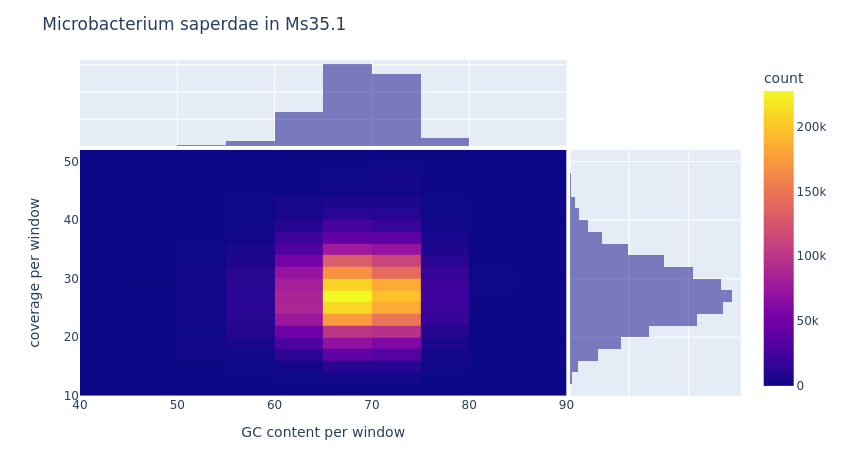 Microbacterium saperdae in Ms35.1
count
200k
150k
100k
50k
0
coverage per window
50
40
30
20
10
40 50 60 70 80 90
GC content per window